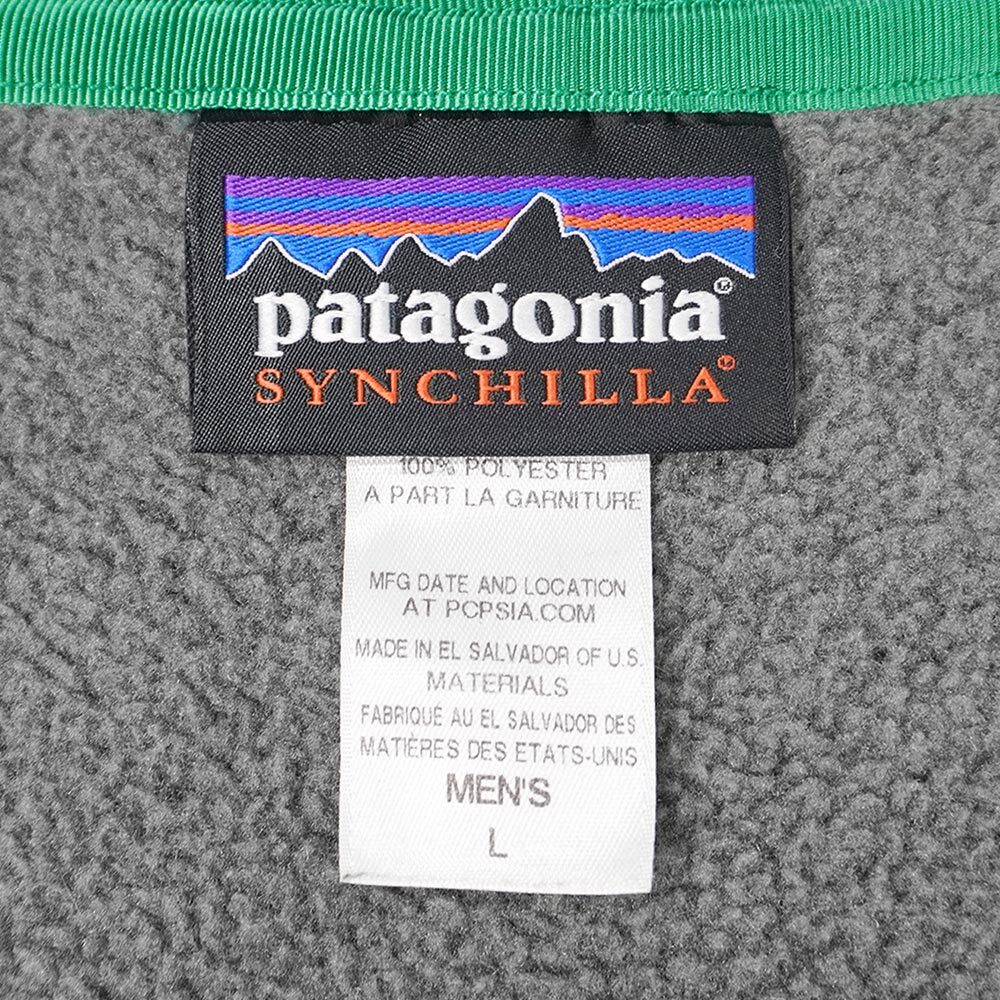 patagonia®
SYNCHILLA®
100% POLYESTER
A PART LA GARNITURE
MFG DATE AND LOCATION
AT PCPSIA.COM
MADE IN EL SALVADOR OF U.S.
MATERIALS
FABRIQUÉ AU EL SALVADOR DES
MATIÈRES DES ETATS-UNIS
MEN'S
L